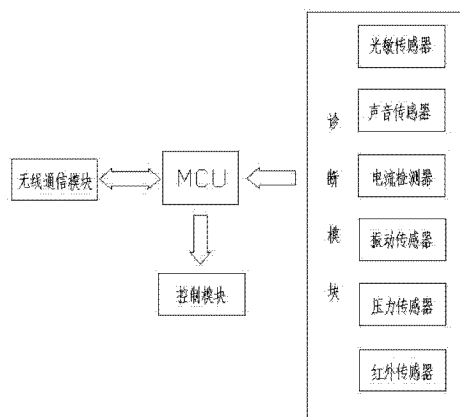 无线通信模块
MCU
控制模块
诊断模块
光敏传感器
声音传感器
电流检测器
振动传感器
压力传感器
红外传感器